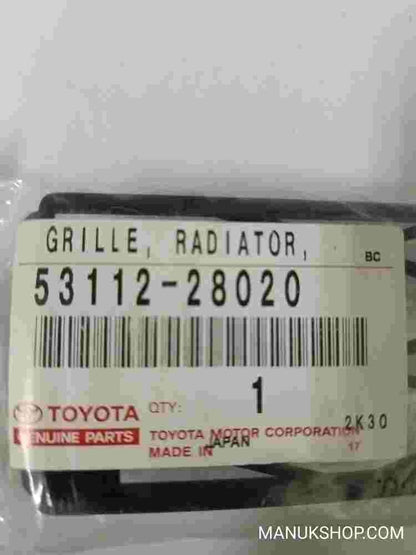 GRILLE, RADIATOR,
BC
53112-28020
TOYOTA
QTY: 1
GENUINE PARTS
2K30
TOYOTA MOTOR CORPORATION 17
MADE IN JAPAN
MANUKSHOP.COM